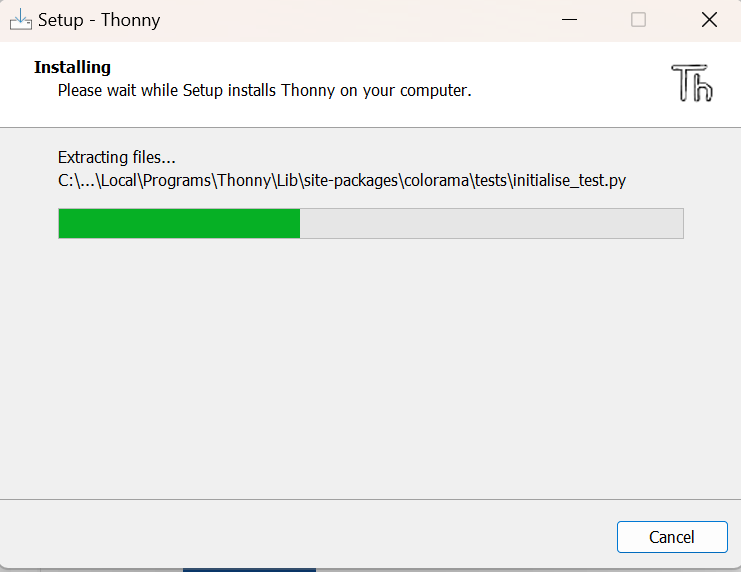 Setup - Thonny
Installing
Please wait while Setup installs Thonny on your computer.
Th
Extracting files...
C:\...\Local\Programs\Thonny\Lib\site-packages\colorama\tests\initialise_test.py
Cancel